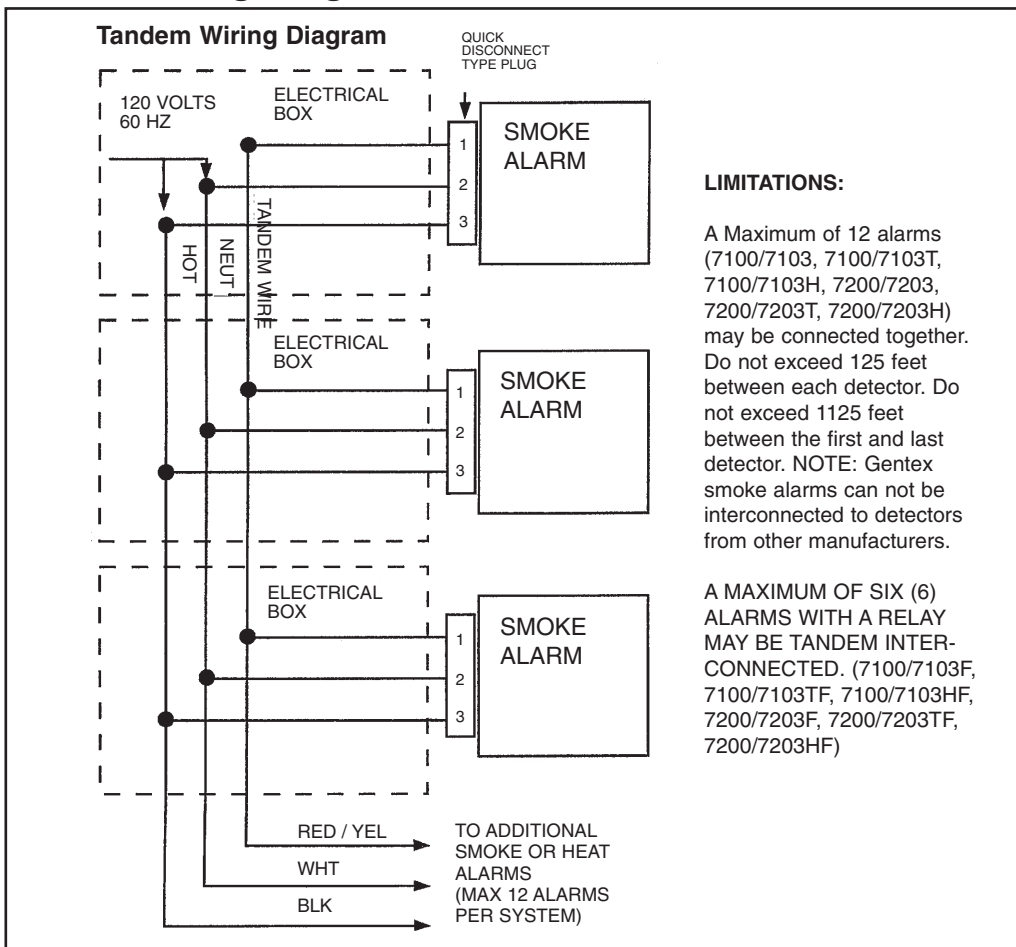 Tandem Wiring Diagram
QUICK
DISCONNECT
TYPE PLUG
120 VOLTS
60 HZ
ELECTRICAL
BOX
1
2
3
SMOKE
ALARM
HOT
NEUT
TANDEM WIRE
ELECTRICAL
BOX
1
2
3
SMOKE
ALARM
ELECTRICAL
BOX
1
2
3
SMOKE
ALARM
RED / YEL
WHT
BLK
TO ADDITIONAL
SMOKE OR HEAT
ALARMS
(MAX 12 ALARMS
PER SYSTEM)
LIMITATIONS:
A Maximum of 12 alarms
(7100/7103, 7100/7103T,
7100/7103H, 7200/7203,
7200/7203T, 7200/7203H)
may be connected together.
Do not exceed 125 feet
between each detector. Do
not exceed 1125 feet
between the first and last
detector. NOTE: Gentex
smoke alarms can not be
interconnected to detectors
from other manufacturers.
A MAXIMUM OF SIX (6)
ALARMS WITH A RELAY
MAY BE TANDEM INTER-
CONNECTED. (7100/7103F,
7100/7103TF, 7100/7103HF,
7200/7203F, 7200/7203TF,
7200/7203HF)